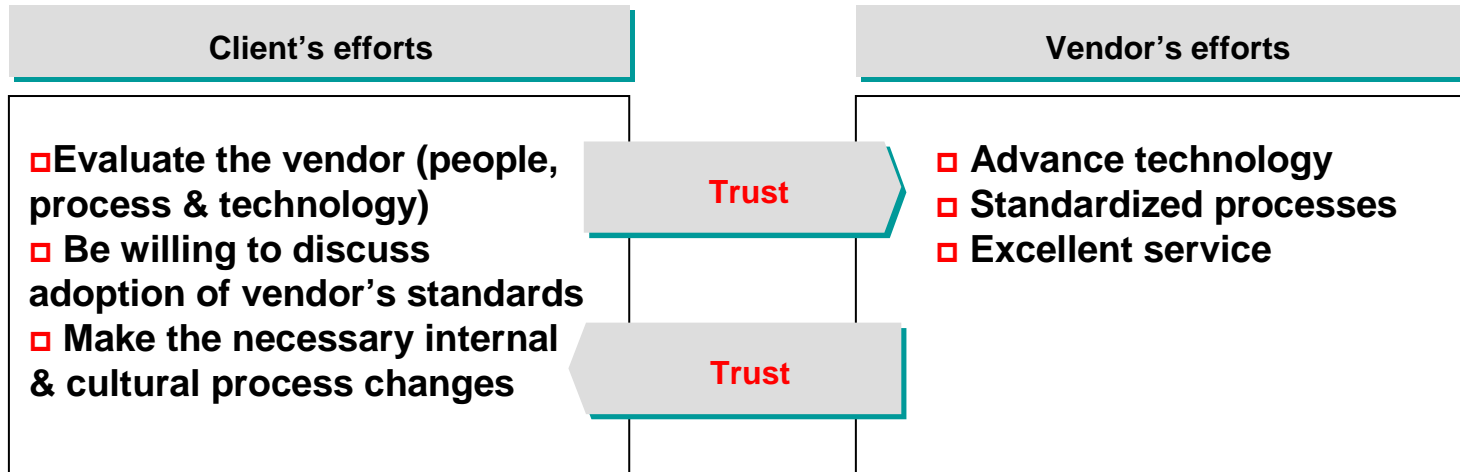 Client’s efforts
Evaluate the vendor (people,
process & technology)
Be willing to discuss
adoption of vendor’s standards
Make the necessary internal
& cultural process changes
Trust
Trust
Vendor’s efforts
Advance technology
Standardized processes
Excellent service